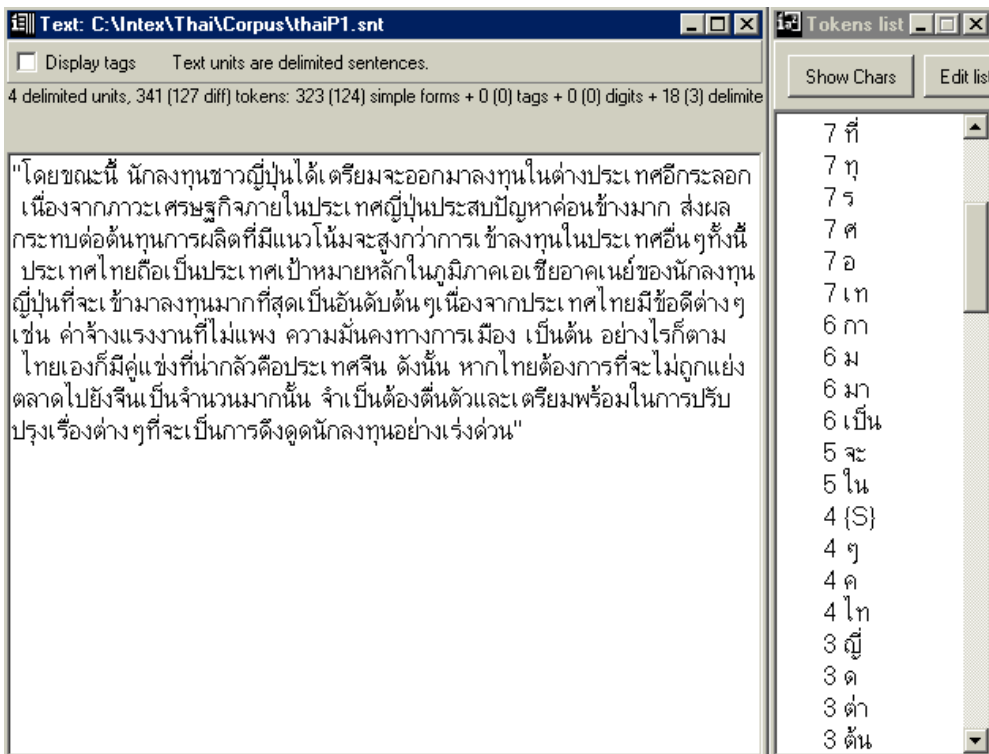 Text: C:\Intex\Thai\Corpus\thaiP1.snt
Display tags Text units are delimited sentences.
4 delimited units, 341 (127 diff) tokens: 323 (124) simple forms + 0 (0) tags + 0 (0) digits + 18 (3) delimite
"โดยขณะนี้ นักลงทุนชาวญี่ปุ่นได้เตรียมจะออกมาลงทุนในต่างประเทศอีกระลอก
เนื่องจากภาวะเศรษฐกิจภายในประเทศญี่ปุ่นประสบปัญหาค่อนข้างมาก ส่งผล
กระทบต่อต้นทุนการผลิตที่มีแนวโน้มจะสูงกว่าการเข้าลงทุนในประเทศอื่นๆทั้งนี้
ประเทศไทยถือเป็นประเทศเป้าหมายหลักในภูมิภาคเอเชียอาคเนย์ของนักลงทุน
ญี่ปุ่นที่จะเข้ามาลงทุนมากที่สุดเป็นอันดับต้นๆเนื่องจากประเทศไทยมีข้อดีต่างๆ
เช่น ค่าจ้างแรงงานที่ไม่แพง ความมั่นคงทางการเมือง เป็นต้น อย่างไรก็ตาม
ไทยเองก็มีคู่แข่งที่น่ากลัวคือประเทศจีน ดังนั้น หากไทยต้องการที่จะไม่ถูกแย่ง
ตลาดไปยังจีนเป็นจำนวนมากนั้น จำเป็นต้องตื่นตัวและเตรียมพร้อมในการปรับ
ปรุงเรื่องต่างๆที่จะเป็นการดึงดูดนักลงทุนอย่างเร่งด่วน"
Tokens list
Show Chars Edit lis
7 ที่
7 ทุ
7 ร
7 ศ
7 อ
7 เท
6 กา
6 ม
6 มา
6 เป็น
5 จะ
5 ใน
4 {S}
4 ๆ
4 ค
4 ไท
3 ญี่
3 ด
3 ต่า
3 ต้น